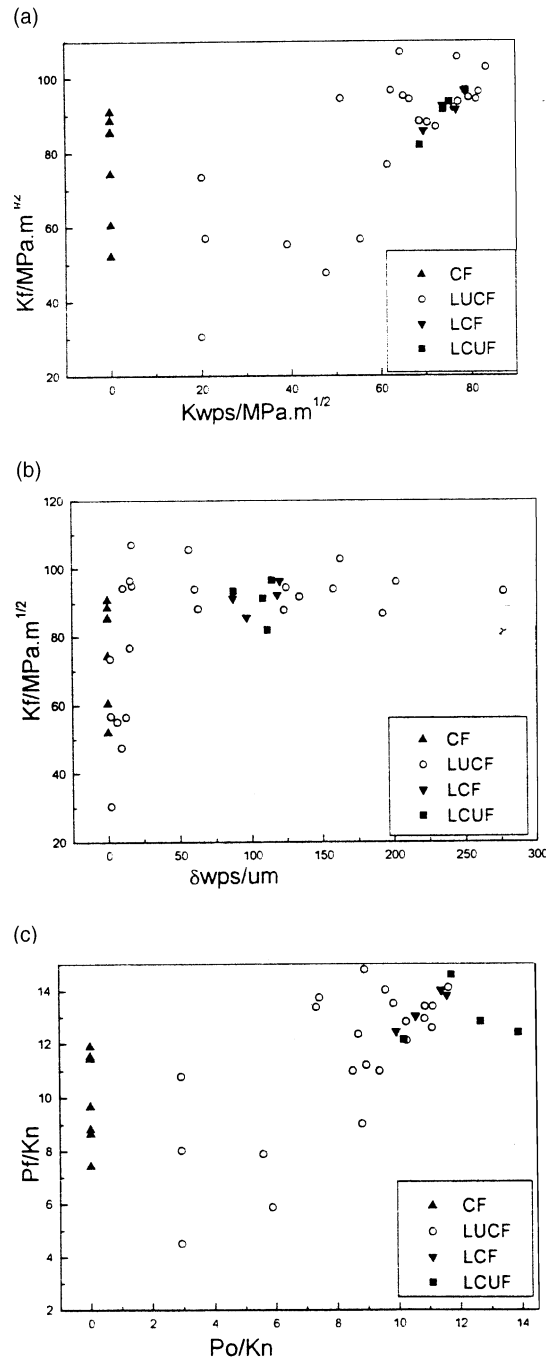 (a)
100
80
60
40
20
Kf/MPa.m1/2
CF
LUCF
LCF
LCUF
0
20
40
60
80
Kwps/MPa.m1/2
(b)
120
100
80
60
40
20
Kf/MPa.m1/2
CF
LUCF
LCF
LCUF
0
50
100
150
200
250
300
δwps/um
(c)
14
12
10
8
6
4
2
Pf/Kn
CF
LUCF
LCF
LCUF
0
2
4
6
8
10
12
14
Po/Kn